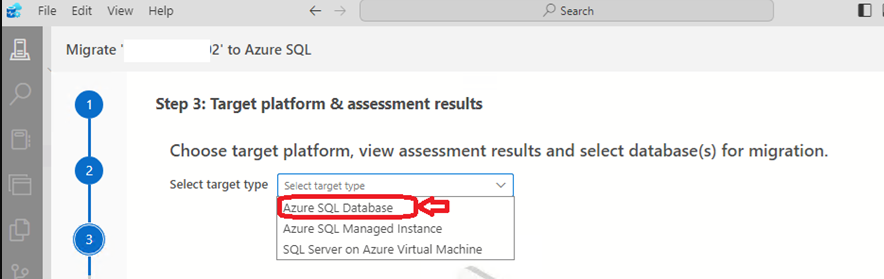 File Edit View Help Search
Migrate '02' to Azure SQL
1
Step 3: Target platform & assessment results
Choose target platform, view assessment results and select database(s) for migration.
2
Select target type Select target type
Azure SQL Database
Azure SQL Managed Instance
3
SQL Server on Azure Virtual Machine